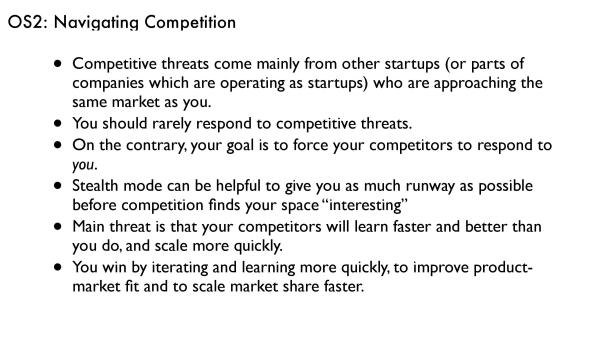 OS2: Navigating Competition
• Competitive threats come mainly from other startups (or parts of
companies which are operating as startups) who are approaching the
same market as you.
• You should rarely respond to competitive threats.
• On the contrary, your goal is to force your competitors to respond to
you.
• Stealth mode can be helpful to give you as much runway as possible
before competition finds your space “interesting”
• Main threat is that your competitors will learn faster and better than
you do, and scale more quickly.
• You win by iterating and learning more quickly, to improve product-
market fit and to scale market share faster.